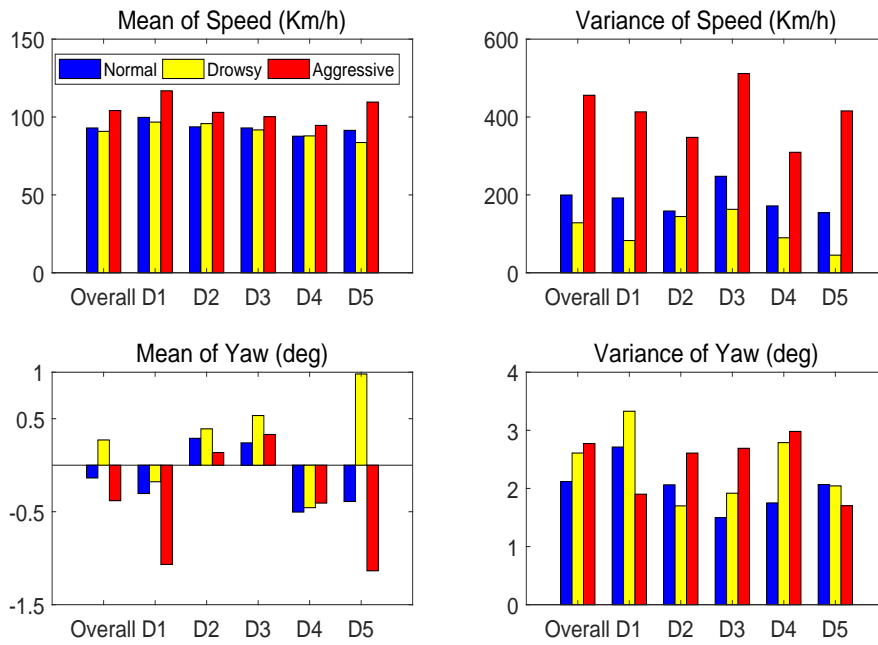 Mean of Speed (Km/h)
150
100
50
0
Normal Drowsy Aggressive
Overall D1 D2 D3 D4 D5
Variance of Speed (Km/h)
600
400
200
0
Overall D1 D2 D3 D4 D5
Mean of Yaw (deg)
1
0.5
-0.5
-1.5
Overall D1 D2 D3 D4 D5
Variance of Yaw (deg)
4
3
2
1
0
Overall D1 D2 D3 D4 D5